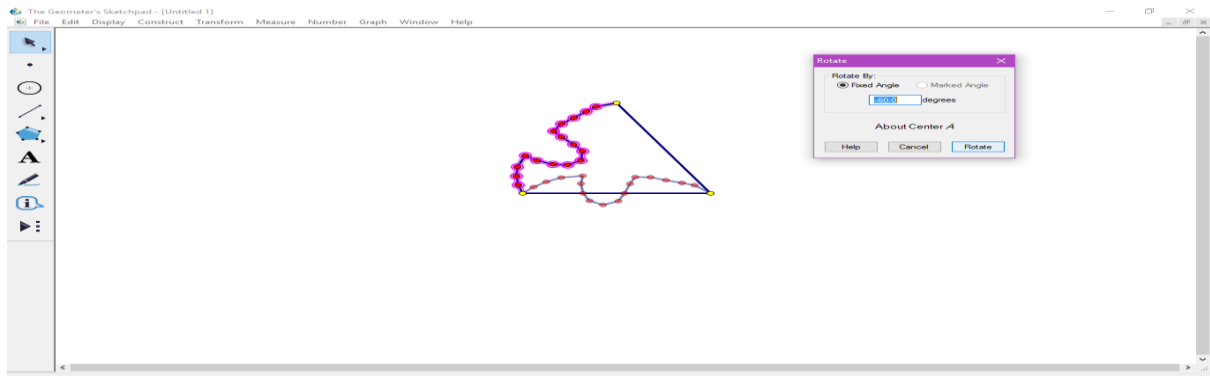 The Geometer's Sketchpad - [Untitled 1]
File Edit Display Construct Transform Measure Number Graph Window Help
Rotate
Rotate By:
Fixed Angle Marked Angle
-60.0 degrees
About Center A
Help Cancel Rotate
A